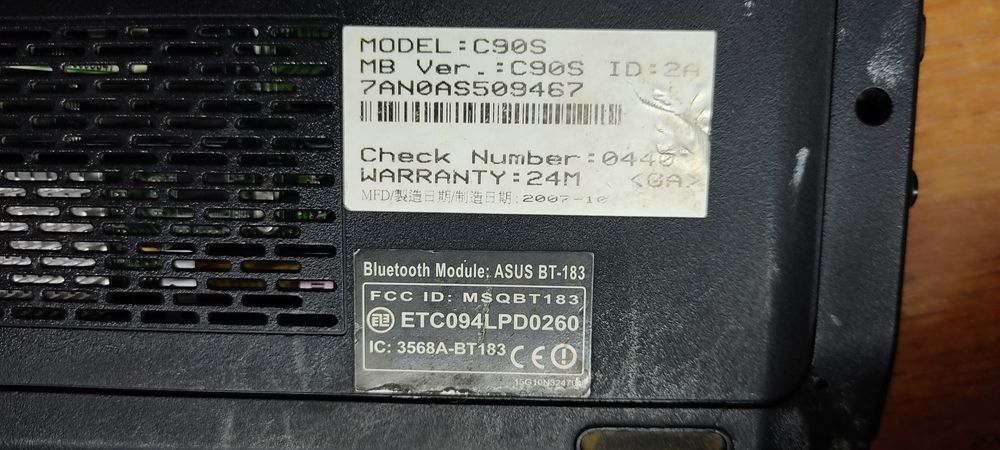 MODEL:C90S
MB Ver.:C90S ID:2A
7AN0AS509467
Check Number:0440
WARRANTY:24M <GA>
MFD/製造日期/制造日期:2007-10
Bluetooth Module: ASUS BT-183
FCC ID: MSQBT183
ETC094LPD0260
IC: 3568A-BT183 CE